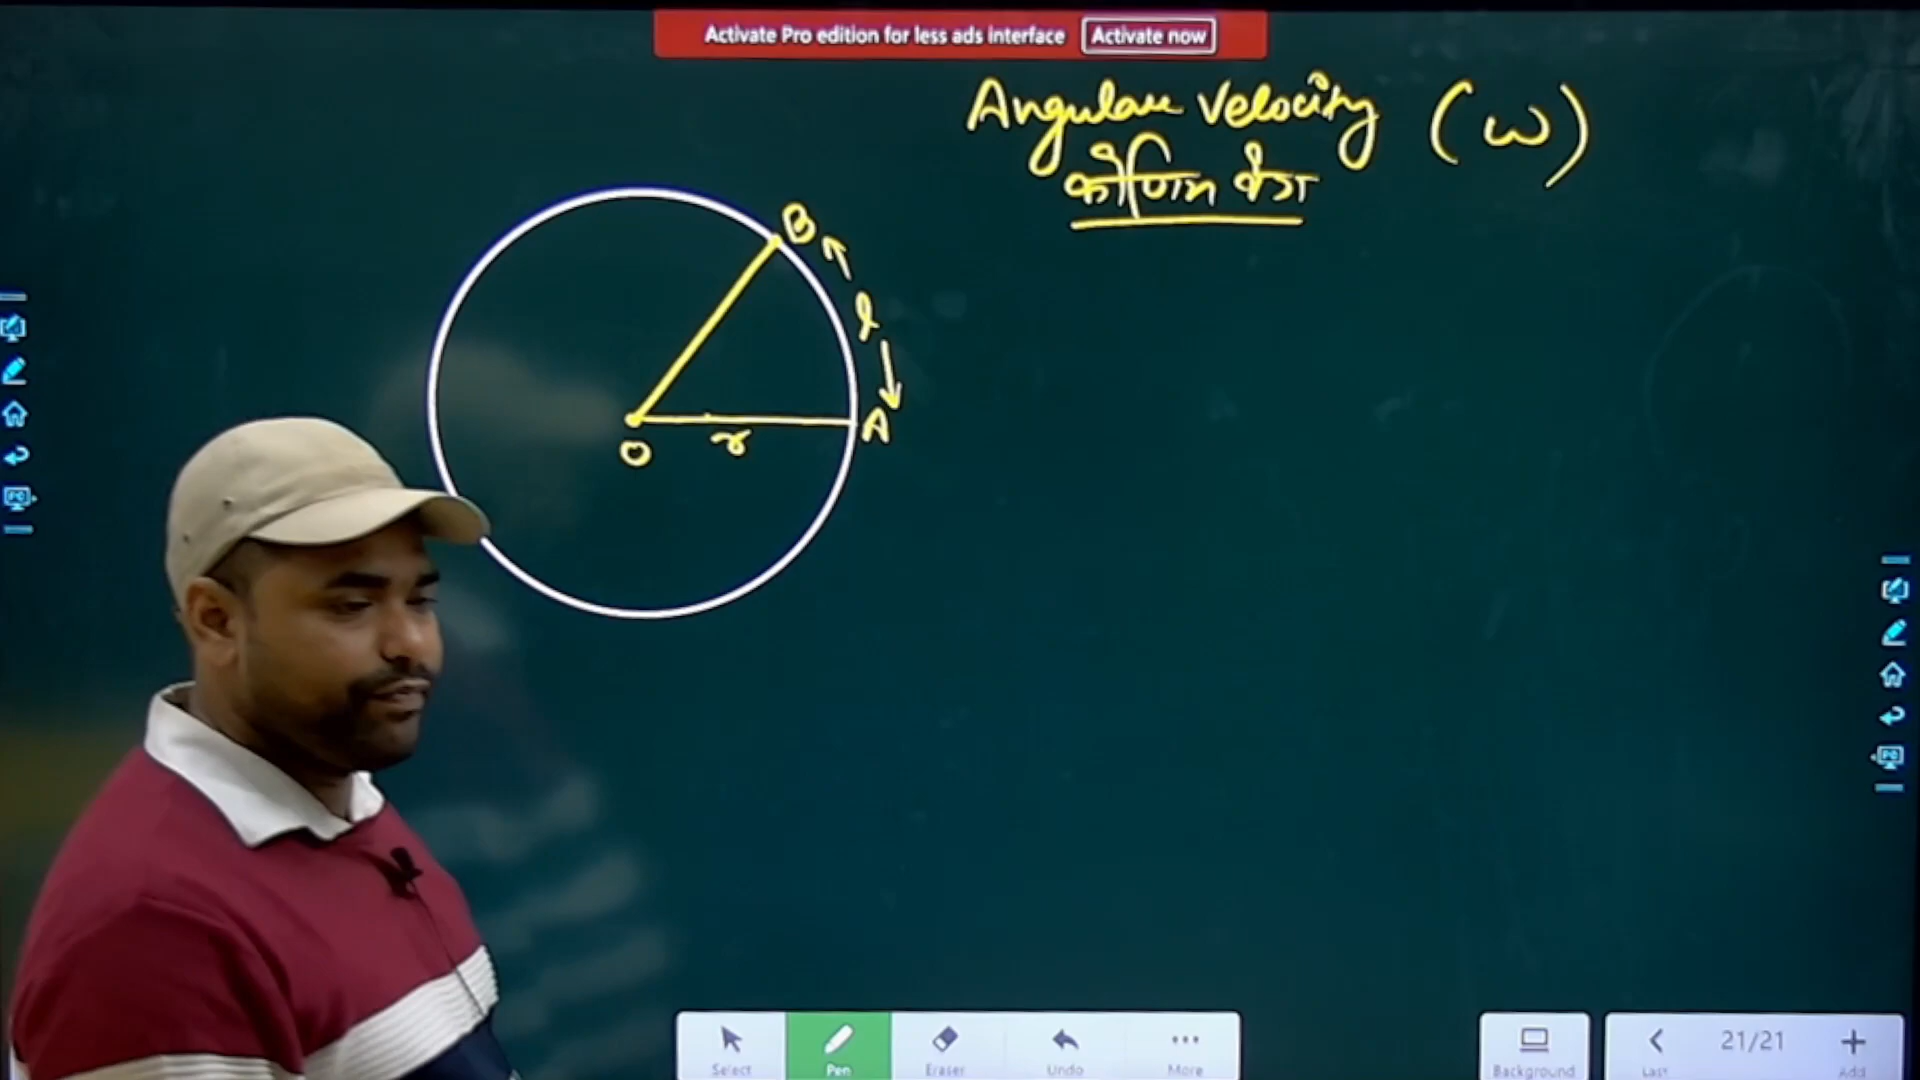 Activate Pro edition for less ads interface Activate now
Angular Velocity (ω)
कोणीय वेग
B
l
A
O
r
Select Pen Eraser Undo More
Background
Last 21/21 Add